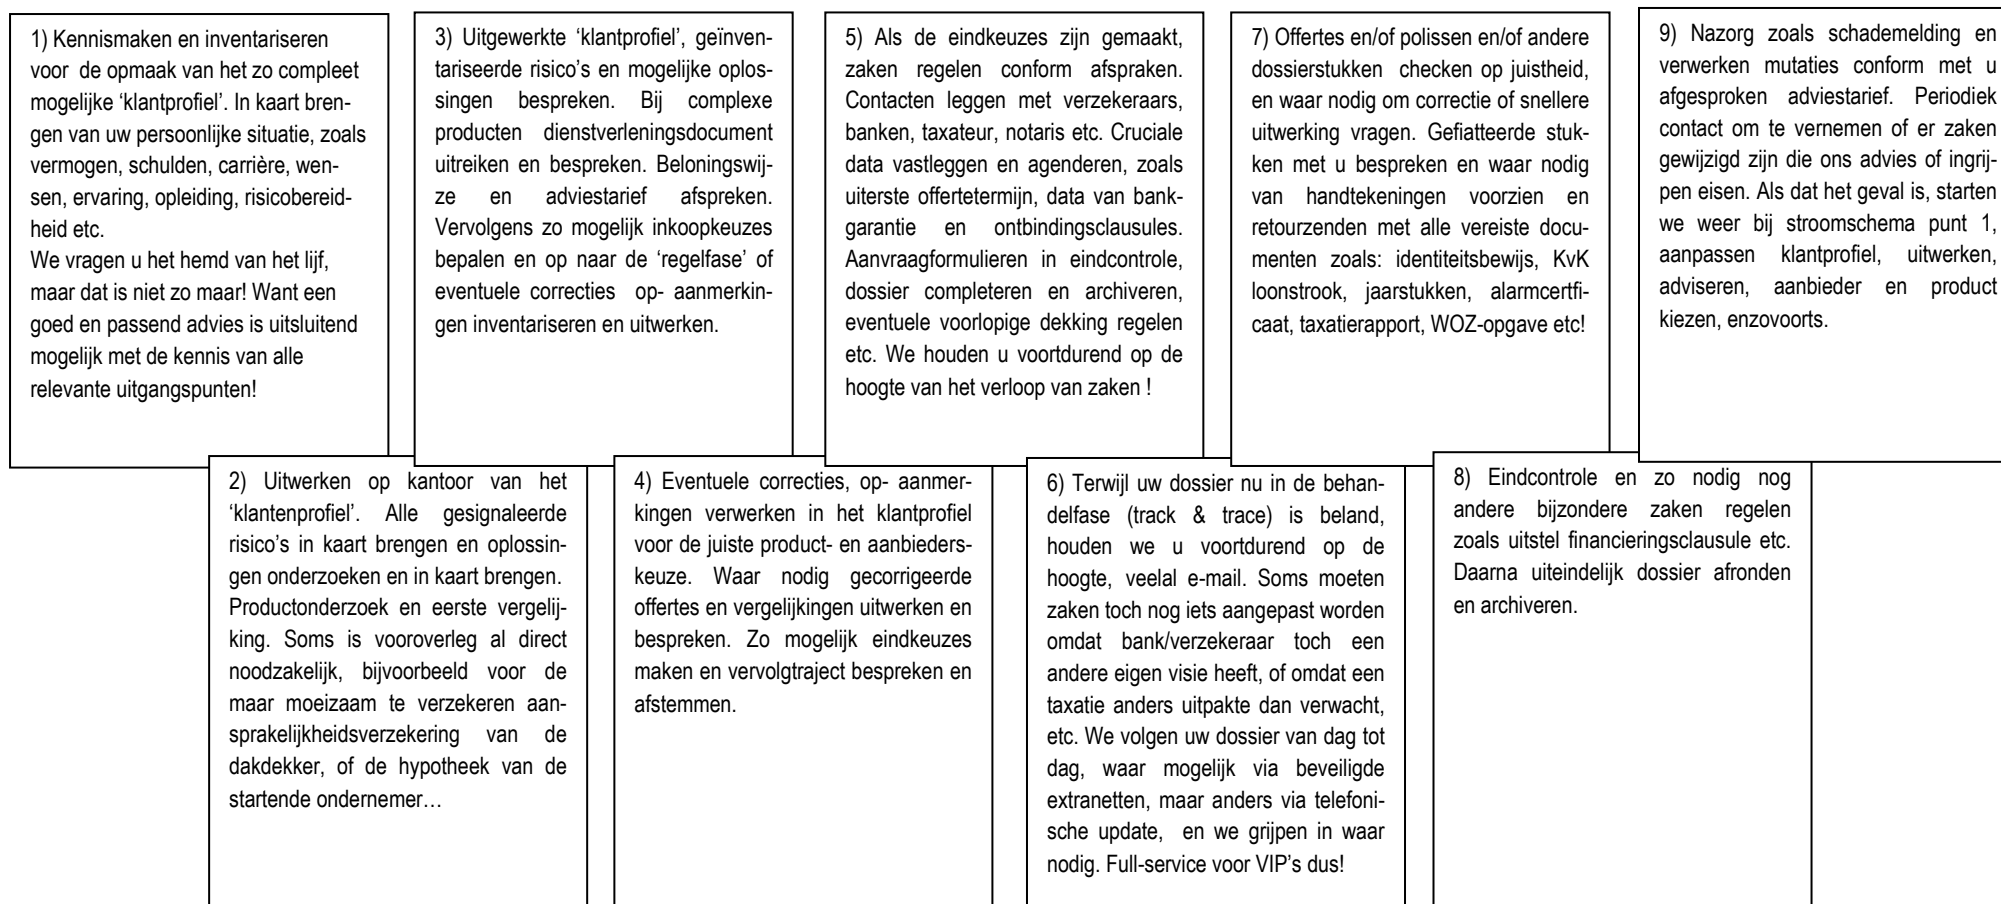 1) Kennismaken en inventariseren
voor de opmaak van het zo compleet
mogelijke ‘klantprofiel’. In kaart bren-
gen van uw persoonlijke situatie, zoals
vermogen, schulden, carrière, wen-
sen, ervaring, opleiding, risicobereid-
heid etc.
We vragen u het hemd van het lijf,
maar dat is niet zo maar! Want een
goed en passend advies is uitsluitend
mogelijk met de kennis van alle
relevante uitgangspunten!
2) Uitwerken op kantoor van het
‘klantenprofiel’. Alle gesignaleerde
risico’s in kaart brengen en oplossin-
gen onderzoeken en in kaart brengen.
Productonderzoek en eerste vergelij-
king. Soms is vooroverleg al direct
noodzakelijk, bijvoorbeeld voor de
maar moeizaam te verzekeren aan-
sprakelijkheidsverzekering van de
dakdekker, of de hypotheek van de
startende ondernemer…
3) Uitgewerkte ‘klantprofiel’, geïnven-
tariseerde risico’s en mogelijke oplos-
singen bespreken. Bij complexe
producten dienstverleningsdocument
uitreiken en bespreken. Beloningswij-
ze en adviestarief afspreken.
Vervolgens zo mogelijk inkoopkeuzes
bepalen en op naar de ‘regelfase’ of
eventuele correcties op- aanmerkin-
gen inventariseren en uitwerken.
4) Eventuele correcties, op- aanmer-
kingen verwerken in het klantprofiel
voor de juiste product- en aanbieders-
keuze. Waar nodig gecorrigeerde
offertes en vergelijkingen uitwerken en
bespreken. Zo mogelijk eindkeuzes
maken en vervolgtraject bespreken en
afstemmen.
5) Als de eindkeuzes zijn gemaakt,
zaken regelen conform afspraken.
Contacten leggen met verzekeraars,
banken, taxateur, notaris etc. Cruciale
data vastleggen en agenderen, zoals
uiterste offertetermijn, data van bank-
garantie en ontbindingsclausules.
Aanvraagformulieren in eindcontrole,
dossier completeren en archiveren,
eventuele voorlopige dekking regelen
etc. We houden u voortdurend op de
hoogte van het verloop van zaken !
6) Terwijl uw dossier nu in de behan-
delfase (track & trace) is beland,
houden we u voortdurend op de
hoogte, veelal e-mail. Soms moeten
zaken toch nog iets aangepast worden
omdat bank/verzekeraar toch een
andere eigen visie heeft, of omdat een
taxatie anders uitpakte dan verwacht,
etc. We volgen uw dossier van dag tot
dag, waar mogelijk via beveiligde
extranetten, maar anders via telefoni-
sche update, en we grijpen in waar
nodig. Full-service voor VIP’s dus!
7) Offertes en/of polissen en/of andere
dossierstukken checken op juistheid,
en waar nodig om correctie of snellere
uitwerking vragen. Gefiatteerde stuk-
ken met u bespreken en waar nodig
van handtekeningen voorzien en
retourzenden met alle vereiste docu-
menten zoals: identiteitsbewijs, KvK
loonstrook, jaarstukken, alarmcertfi-
caat, taxatierapport, WOZ-opgave etc!
8) Eindcontrole en zo nodig nog
andere bijzondere zaken regelen
zoals uitstel financieringsclausule etc.
Daarna uiteindelijk dossier afronden
en archiveren.
9) Nazorg zoals schademelding en
verwerken mutaties conform met u
afgesproken adviestarief. Periodiek
contact om te vernemen of er zaken
gewijzigd zijn die ons advies of ingrij-
pen eisen. Als dat het geval is, starten
we weer bij stroomschema punt 1,
aanpassen klantprofiel, uitwerken,
adviseren, aanbieder en product
kiezen, enzovoorts.